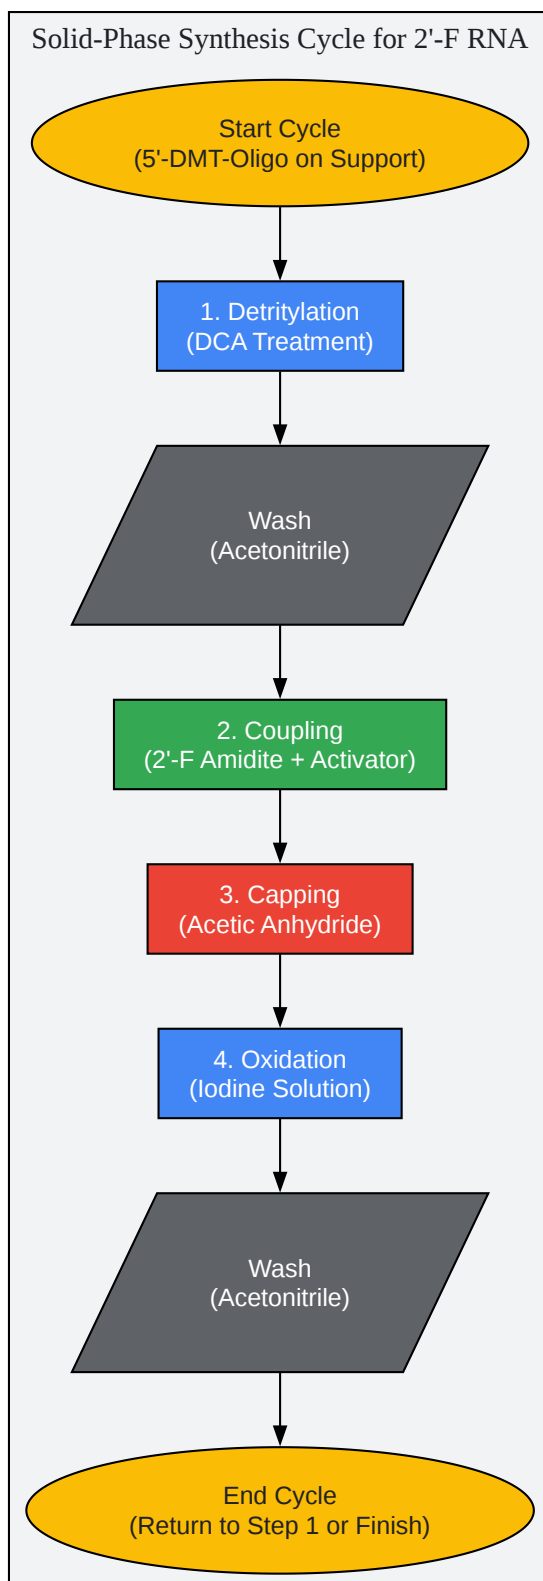 Solid-Phase Synthesis Cycle for 2'-F RNA
Start Cycle
(5'-DMT-Oligo on Support)
1. Detritylation
(DCA Treatment)
Wash
(Acetonitrile)
2. Coupling
(2'-F Amidite + Activator)
3. Capping
(Acetic Anhydride)
4. Oxidation
(Iodine Solution)
Wash
(Acetonitrile)
End Cycle
(Return to Step 1 or Finish)